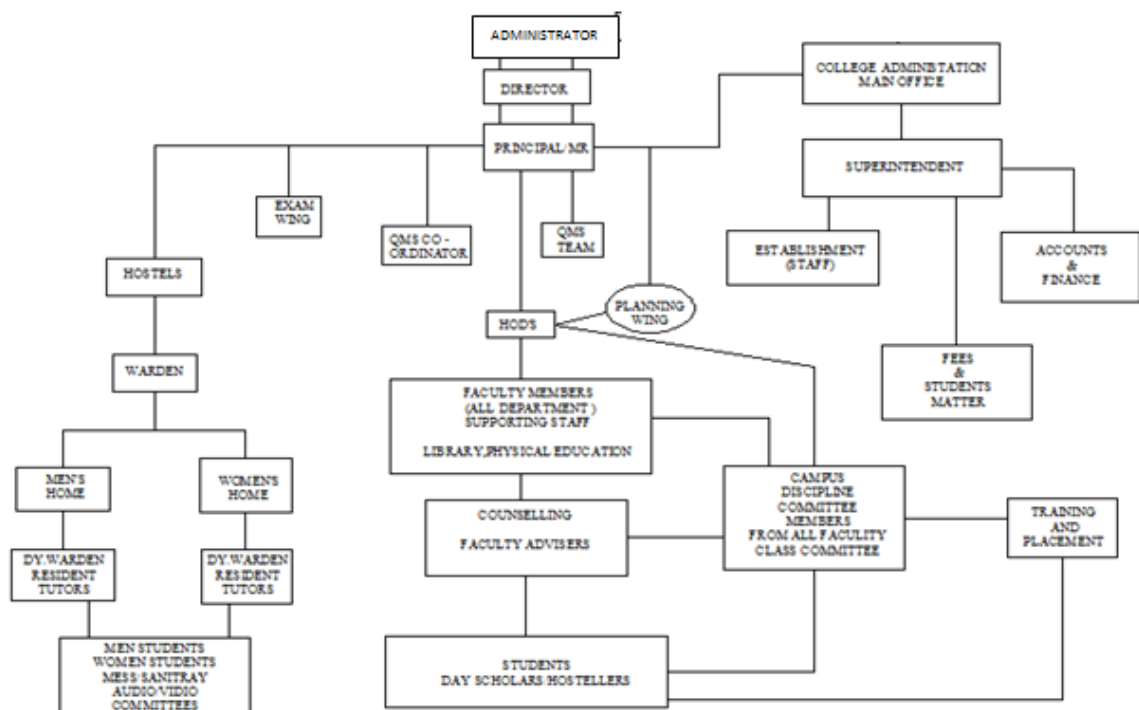 ADMINISTRATOR
DIRECTOR
PRINCIPAL/MR
COLLEGE ADMINISTATION
MAIN OFFICE
SUPERINTENDENT
EXAM
WING
QMS CO -
ORDINATOR
QMS
TEAM
ESTABLISHMENT
(STAFF)
ACCOUNTS
&
FINANCE
HOSTELS
HODS
PLANNING
WING
FEES
&
STUDENTS
MATTER
WARDEN
FACULTY MEMBERS
(ALL DEPARTMENT )
SUPPORTING STAFF
LIBRARY,PHYSICAL EDUCATION
MEN'S
HOME
WOMEN'S
HOME
CAMPUS
DISCIPLINE
COMMITTEE
MEMBERS
FROM ALL FACULITY
CLASS COMMITTEE
TRAINING
AND
PLACEMENT
COUNSELLING
FACULTY ADVISERS
DY.WARDEN
RESIDENT
TUTORS
DY.WARDEN
RESIDENT
TUTORS
MEN STUDENTS
WOMEN STUDENTS
MESS/SANITRAY
AUDIO/VIDIO
COMMITTEES
STUDENTS
DAY SCHOLARS/HOSTELLERS